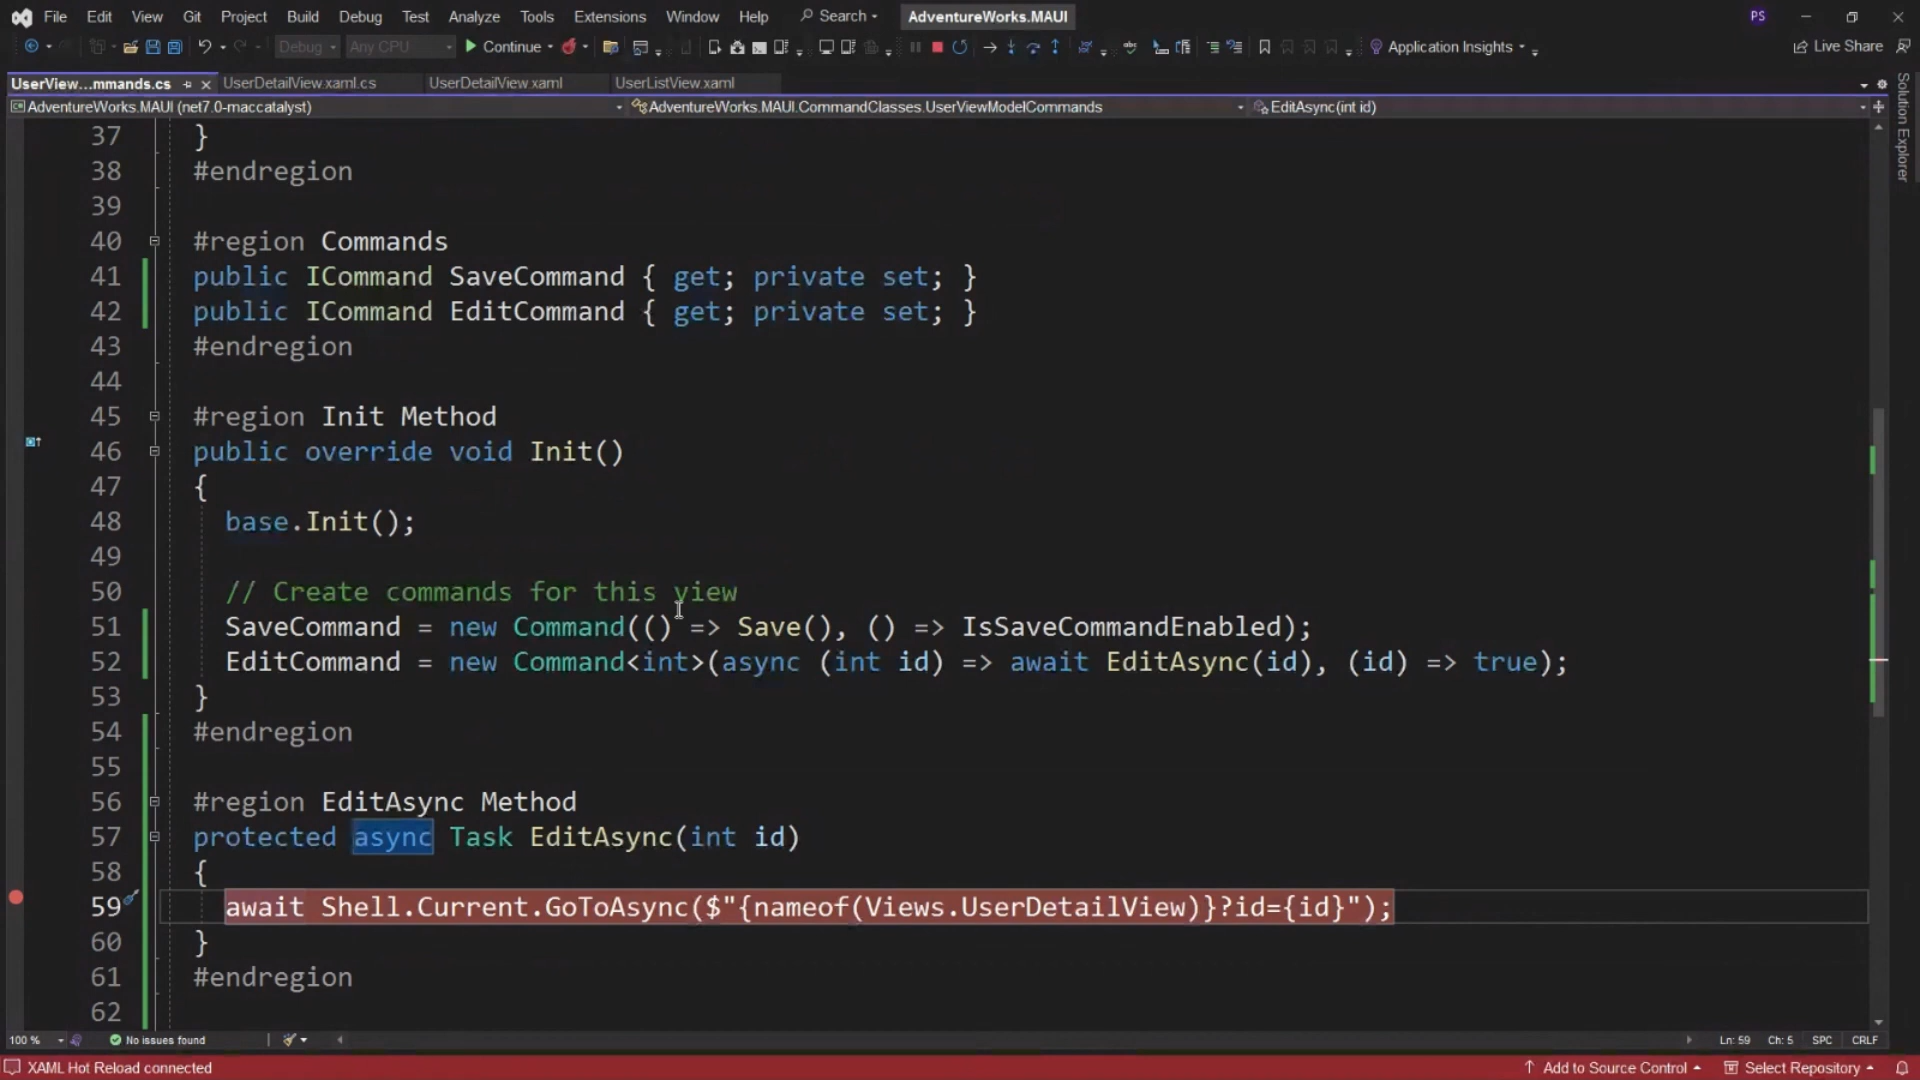 File Edit View Git Project Build Debug Test Analyze Tools Extensions Window Help Search AdventureWorks.MAUI PS
Debug Any CPU Continue Application Insights Live Share
UserView...mmands.cs UserDetailView.xaml.cs UserDetailView.xaml UserListView.xaml
AdventureWorks.MAUI (net7.0-maccatalyst) AdventureWorks.MAUI.CommandClasses.UserViewModelCommands EditAsync(int id)
Solution Explorer
37 }
38 #endregion
39
40 #region Commands
41 public ICommand SaveCommand { get; private set; }
42 public ICommand EditCommand { get; private set; }
43 #endregion
44
45 #region Init Method
46 public override void Init()
47 {
48 base.Init();
49
50 // Create commands for this view
51 SaveCommand = new Command(() => Save(), () => IsSaveCommandEnabled);
52 EditCommand = new Command<int>(async (int id) => await EditAsync(id), (id) => true);
53 }
54 #endregion
55
56 #region EditAsync Method
57 protected async Task EditAsync(int id)
58 {
59 await Shell.Current.GoToAsync($"{nameof(Views.UserDetailView)}?id={id}");
60 }
61 #endregion
62
100 % No issues found Ln: 59 Ch: 5 SPC CRLF
XAML Hot Reload connected Add to Source Control Select Repository